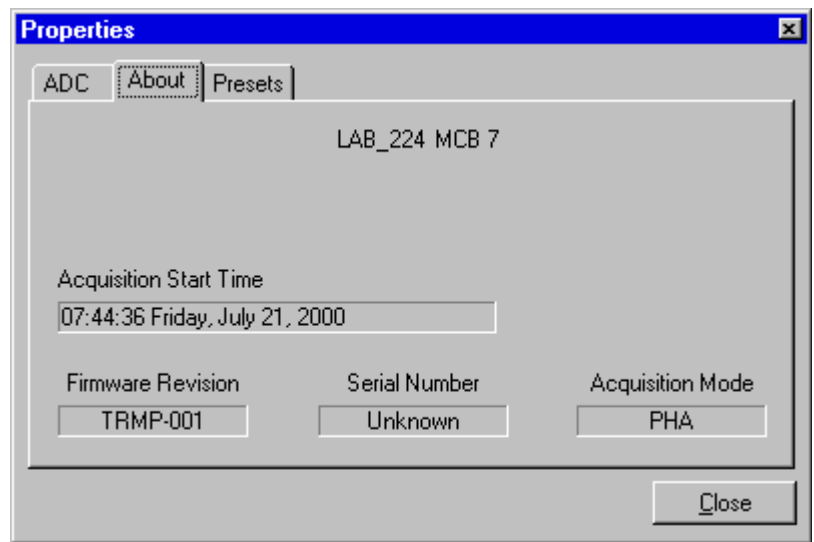 Properties
ADC About Presets
LAB_224 MCB 7
Acquisition Start Time
07:44:36 Friday, July 21, 2000
Firmware Revision Serial Number Acquisition Mode
TRMP-001 Unknown PHA
Close